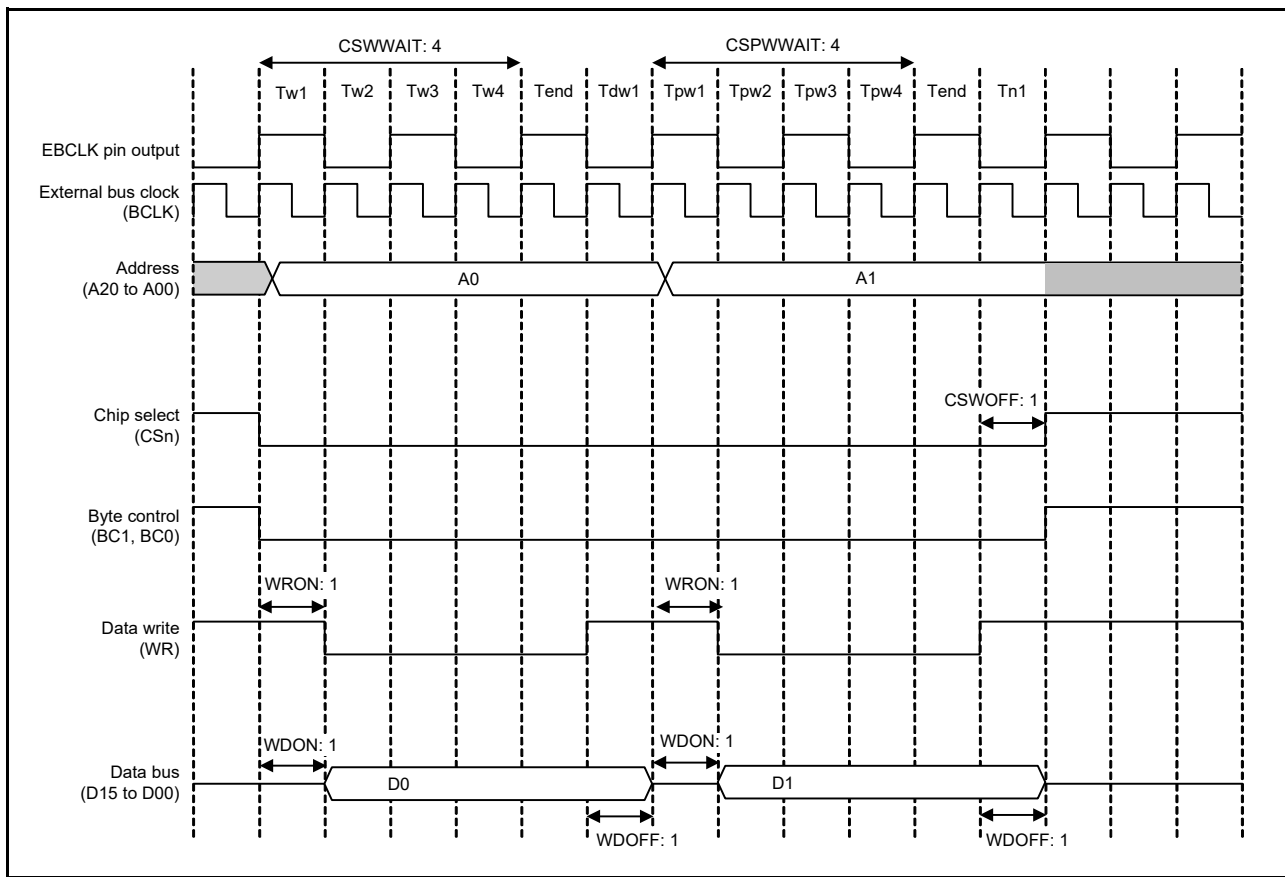 CSWWAIT: 4 CSPWWAIT: 4
Tw1 Tw2 Tw3 Tw4 Tend Tdw1 Tpw1 Tpw2 Tpw3 Tpw4 Tend Tn1
EBCLK pin output
External bus clock
(BCLK)
Address
(A20 to A00)
A0 A1
CSWOFF: 1
Chip select
(CSn)
Byte control
(BC1, BC0)
WRON: 1 WRON: 1
Data write
(WR)
WDON: 1 WDON: 1
Data bus
(D15 to D00)
D0 D1
WDOFF: 1 WDOFF: 1